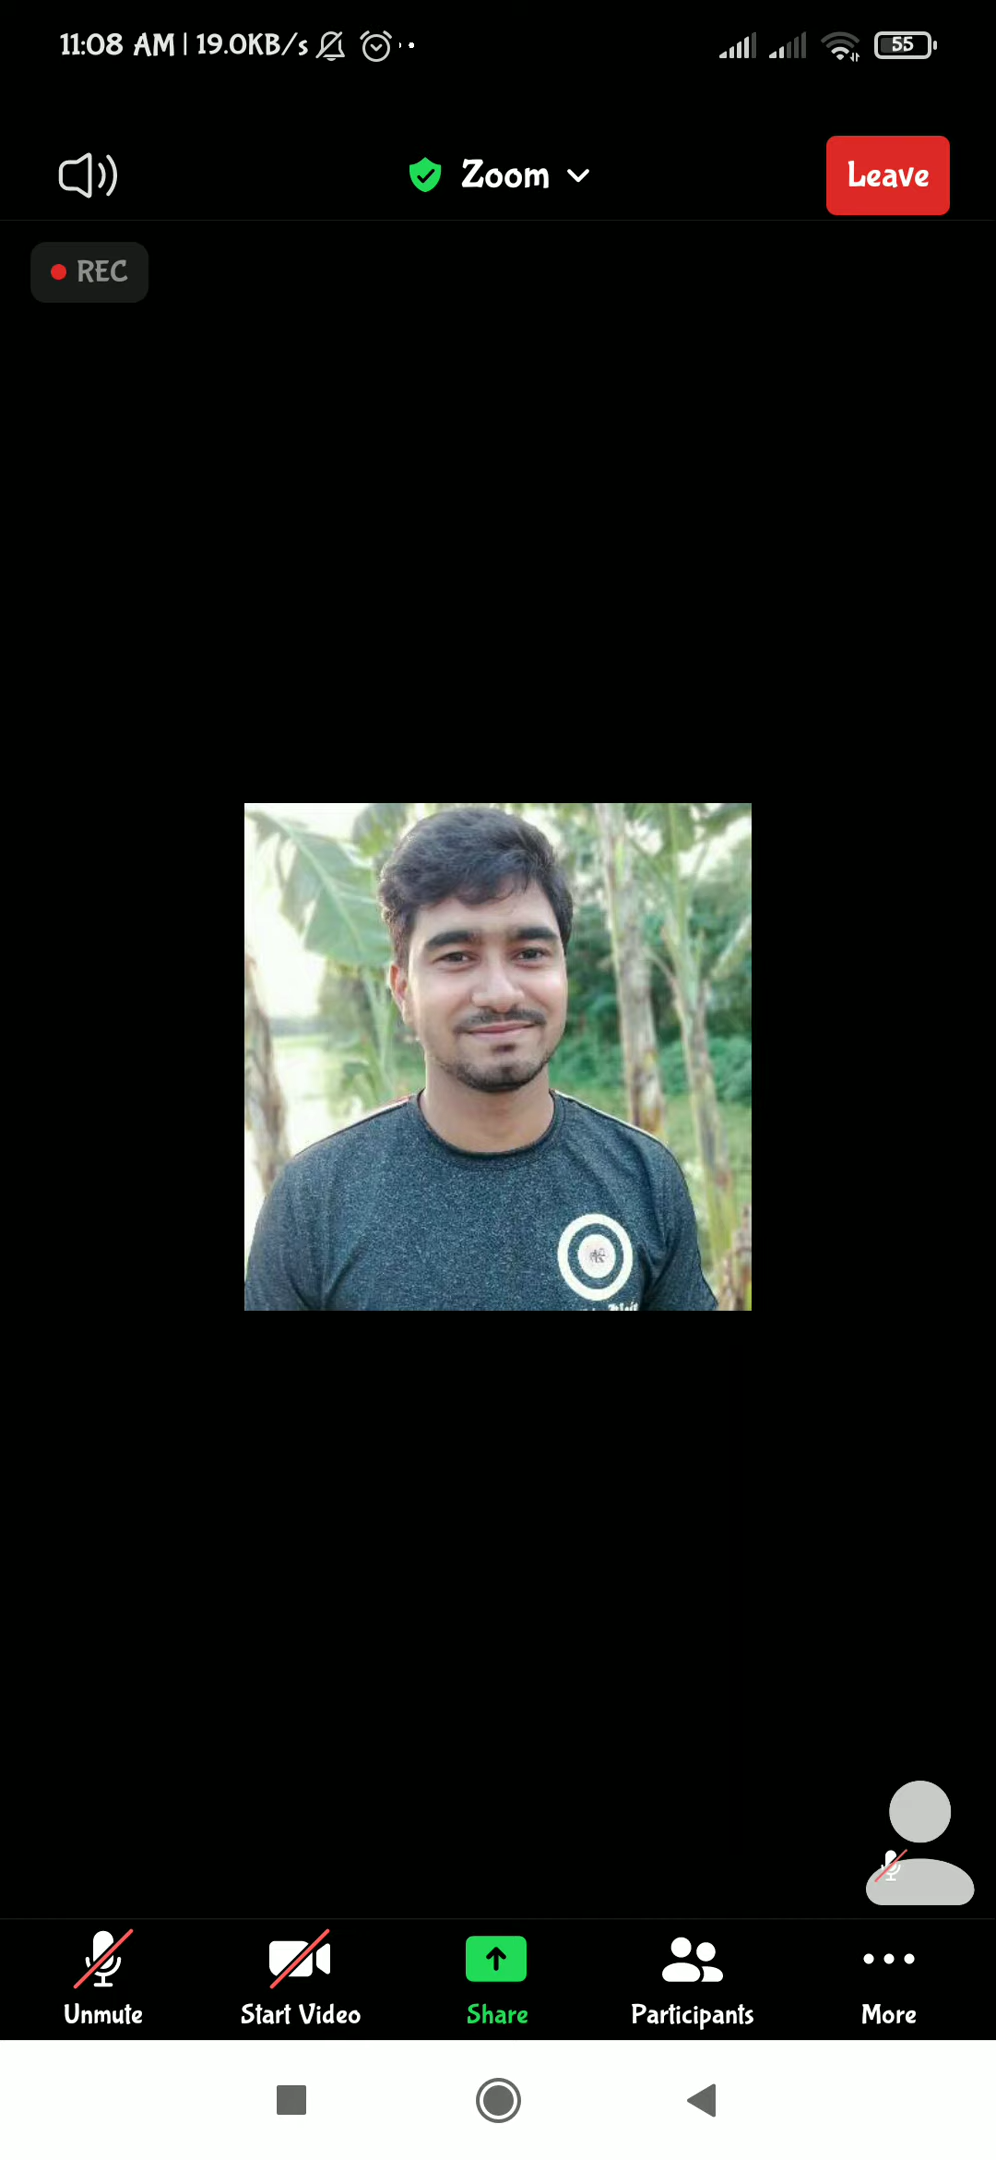 11:08 AM | 19.0KB/s
55
Zoom
Leave
REC
Unmute
Start Video
Share
Participants
More